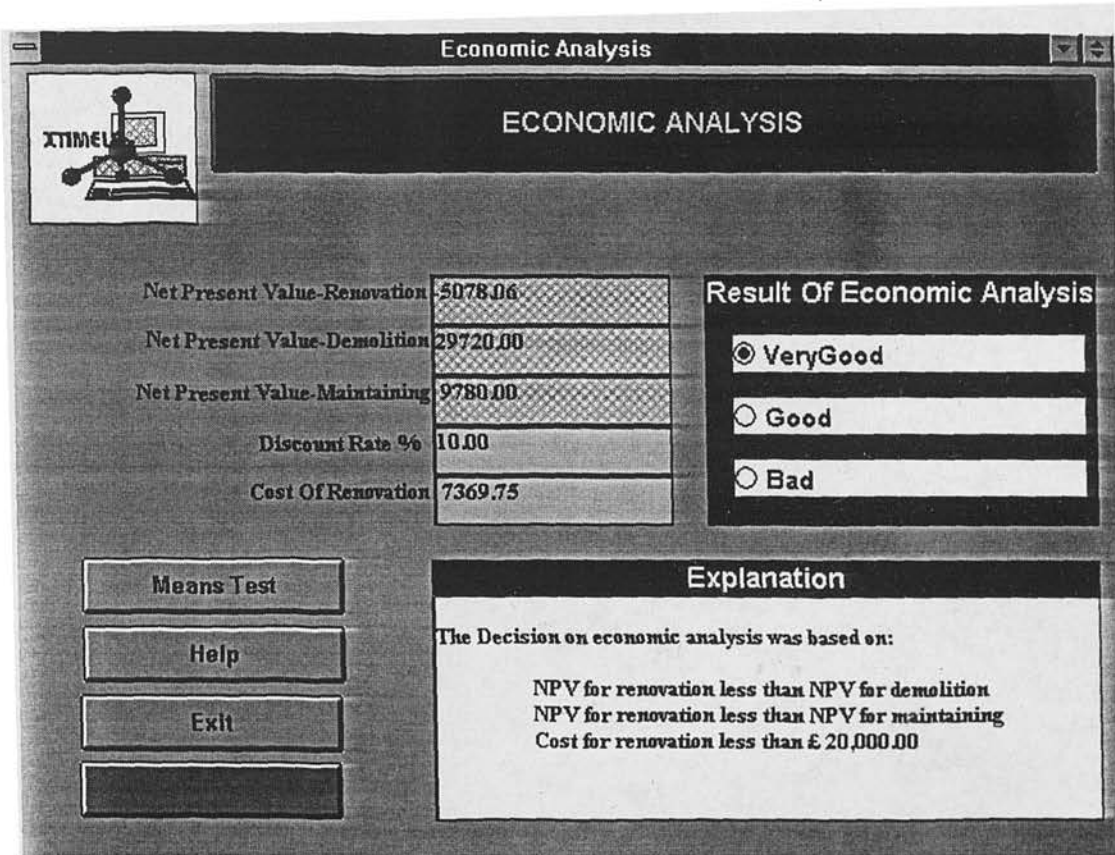 Economic Analysis
ECONOMIC ANALYSIS
Net Present Value-Renovation -5078.06
Net Present Value-Demolition 29720.00
Net Present Value-Maintaining 9780.00
Discount Rate % 10.00
Cost Of Renovation 7369.75
Result Of Economic Analysis
VeryGood
Good
Bad
Means Test
Help
Exit
Explanation
The Decision on economic analysis was based on:
NPV for renovation less than NPV for demolition
NPV for renovation less than NPV for maintaining
Cost for renovation less than £ 20,000.00